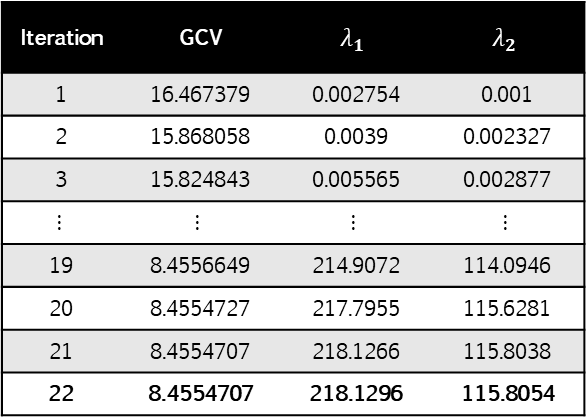 Iteration GCV λ₁ λ₂
1 16.467379 0.002754 0.001
2 15.868058 0.0039 0.002327
3 15.824843 0.005565 0.002877
⋮ ⋮ ⋮ ⋮
19 8.4556649 214.9072 114.0946
20 8.4554727 217.7955 115.6281
21 8.4554707 218.1266 115.8038
22 8.4554707 218.1296 115.8054